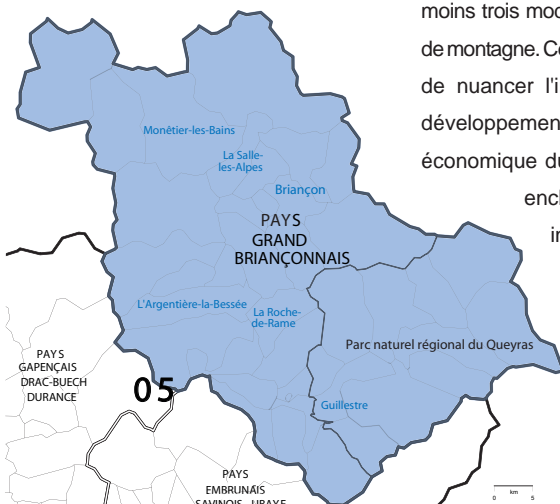 moins trois mod
de montagne. C
de nuancer l'i
développemen
économique du
encl
in
Monêtier-les-Bains
La Salle-
les-Alpes
Briançon
PAYS
GRAND
BRIANÇONNAIS
L'Argentière-la-Bessée
La Roche-
de-Rame
Parc naturel régional du Queyras
PAYS
GAPENÇAIS
DRAC-BUECH
DURANCE
05
Guillestre
PAYS
EMBRUNAIS
SAVINOIS - UBAYE
km
0 5